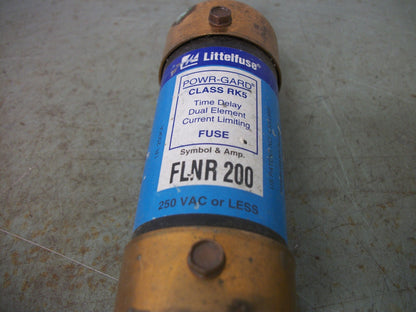 Littelfuse®
POWR-GARD®
CLASS RK5
Time Delay
Dual Element
Current Limiting
FUSE
Symbol & Amp.
FLNR 200
250 VAC or LESS